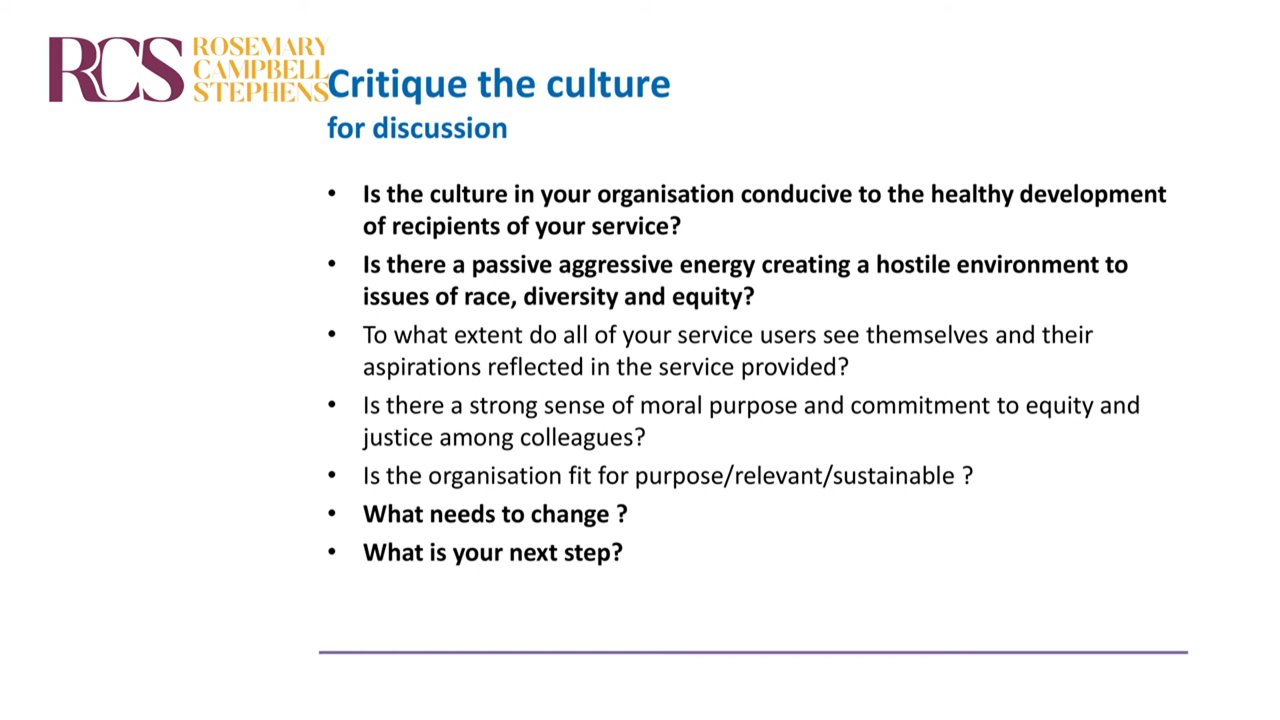 RCS
ROSEMARY
CAMPBELL
STEPHENS
Critique the culture
for discussion
• Is the culture in your organisation conducive to the healthy development
of recipients of your service?
• Is there a passive aggressive energy creating a hostile environment to
issues of race, diversity and equity?
• To what extent do all of your service users see themselves and their
aspirations reflected in the service provided?
• Is there a strong sense of moral purpose and commitment to equity and
justice among colleagues?
• Is the organisation fit for purpose/relevant/sustainable ?
• What needs to change ?
• What is your next step?